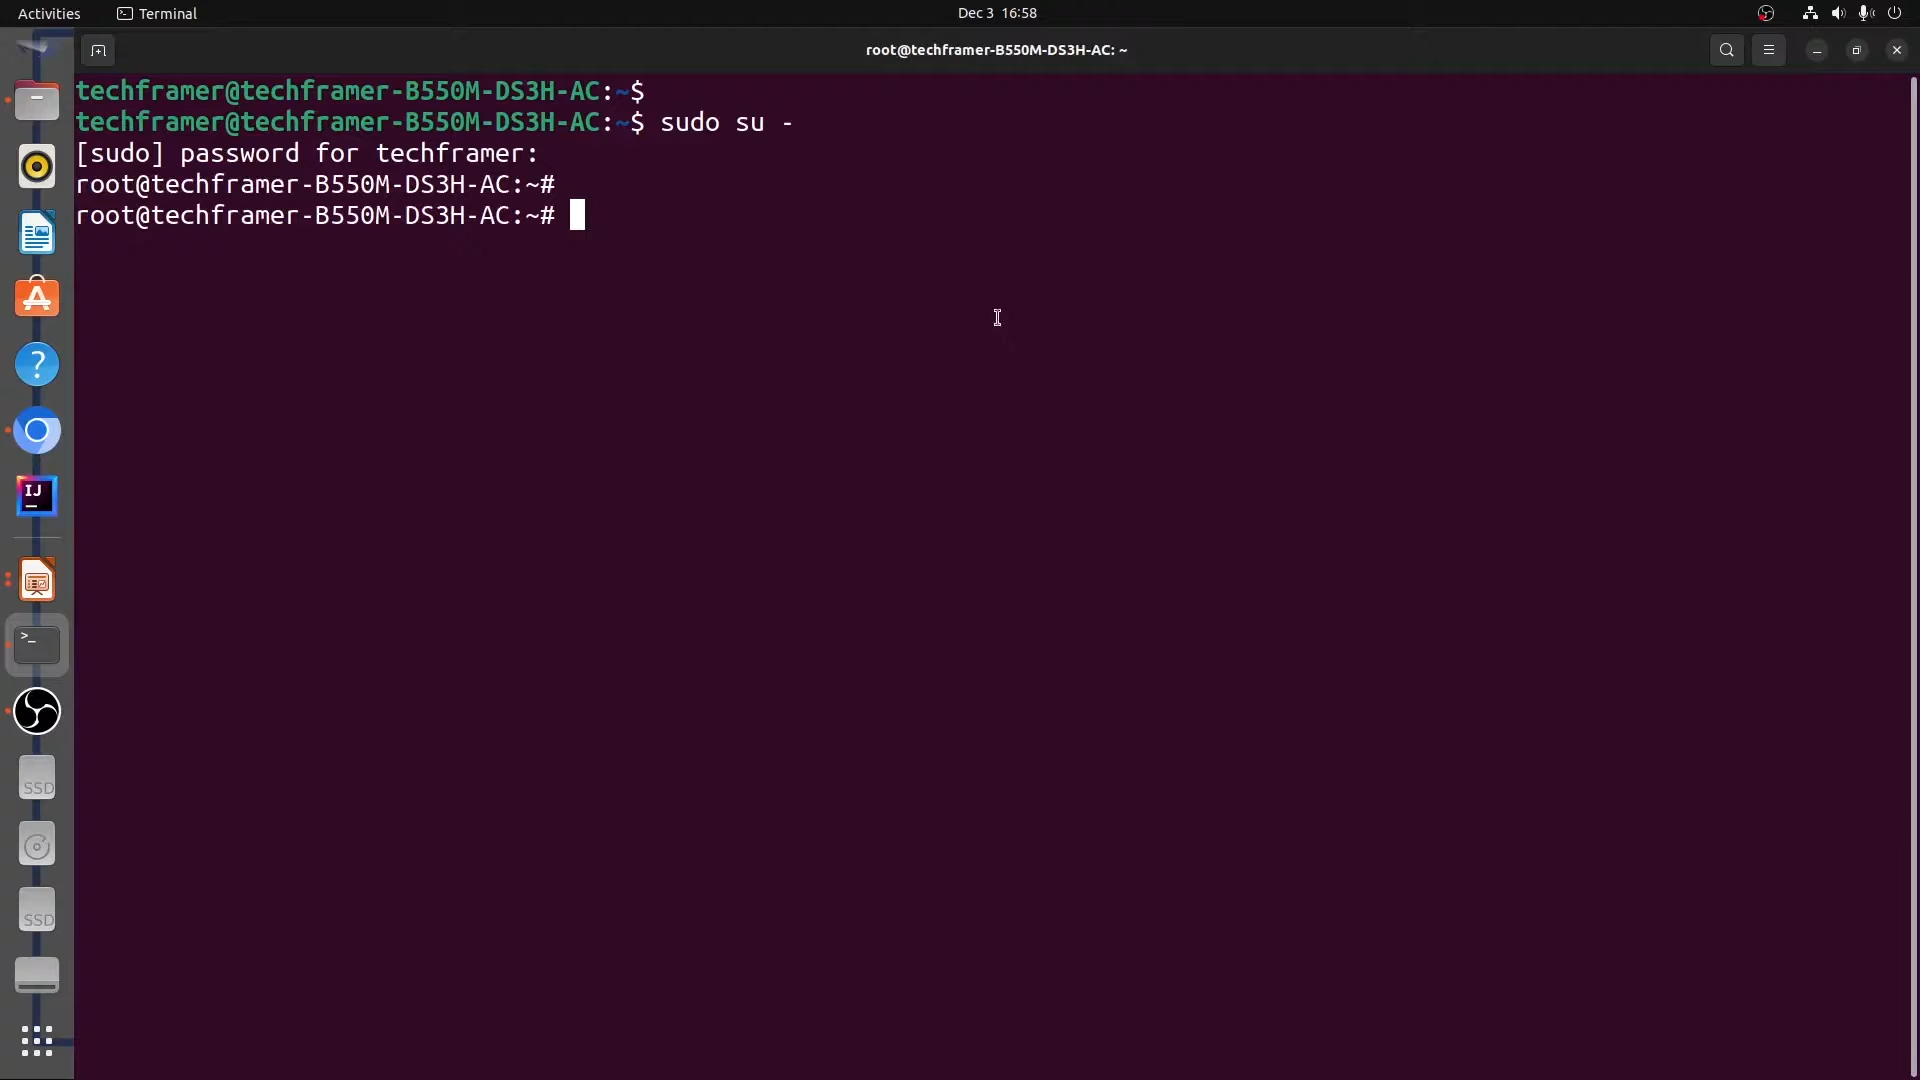 Activities Terminal Dec 3 16:58
root@techframer-B550M-DS3H-AC: ~
techframer@techframer-B550M-DS3H-AC:~$
techframer@techframer-B550M-DS3H-AC:~$ sudo su -
[sudo] password for techframer:
root@techframer-B550M-DS3H-AC:~#
root@techframer-B550M-DS3H-AC:~#
?
IJ
>_
SSD
SSD